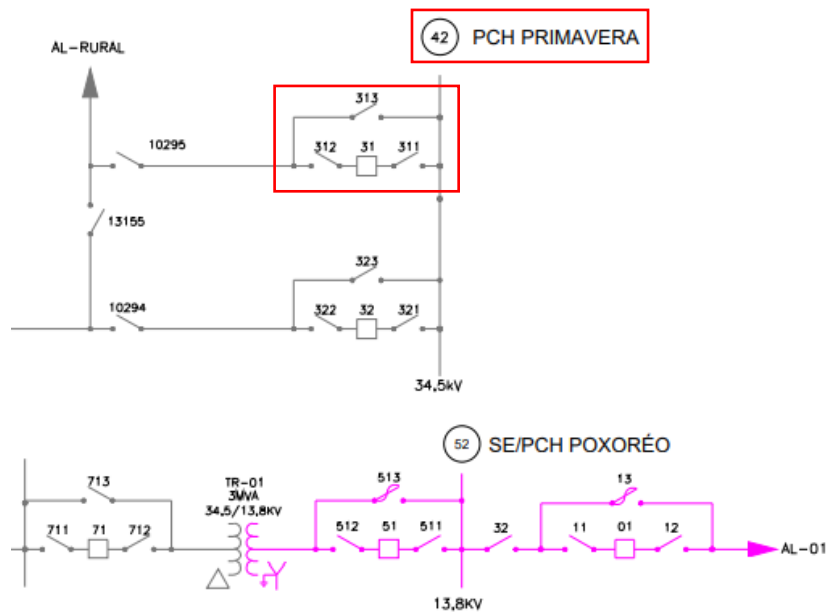 42 PCH PRIMAVERA
AL-RURAL
313
10295
312 31 311
13155
323
10294
322 32 321
34,5kV
52 SE/PCH POXORÉO
713
TR-01
3MVA
34.5/13,8KV
513
13
711 71 712
512 51 511
32
11 01 12
AL-01
13,8KV